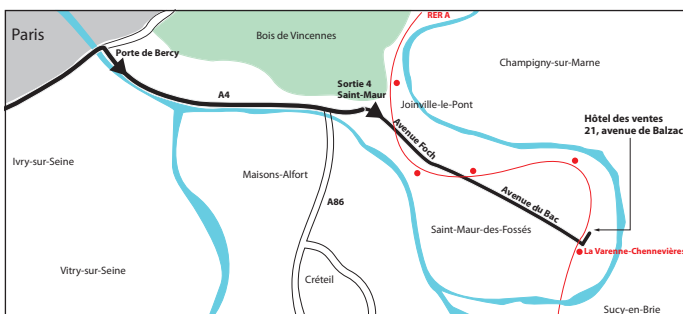 RER A
Paris
Bois de Vincennes
Porte de Bercy
Champigny-sur-Marne
Sortie 4
Saint-Maur
A4
Joinville-le-Pont
Hôtel des ventes
21, avenue de Balzac
Avenue Foch
Ivry-sur-Seine
Maisons-Alfort
A86
Avenue du Bac
Saint-Maur-des-Fossés
La Varenne-Chennevières
Vitry-sur-Seine
Créteil
Sucy-en-Brie